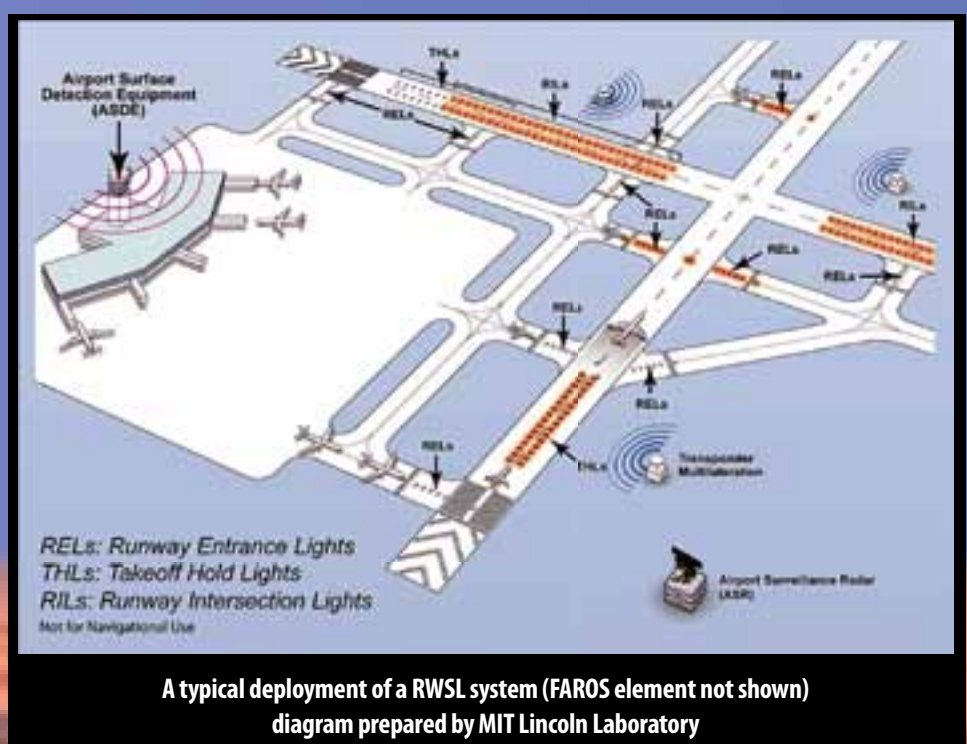 THLs
Airport Surface
Detection Equipment
(ASDE)
RELs
RILs
RELs
RELs
RILs
RELs
RELs
RELs
RELs
RELs
RELs
THLs
Transponder
Multilateration
RELs: Runway Entrance Lights
THLs: Takeoff Hold Lights
RILs: Runway Intersection Lights
Not for Navigational Use
Airport Surveillance Radar
(ASR)
A typical deployment of a RWSL system (FAROS element not shown)
diagram prepared by MIT Lincoln Laboratory